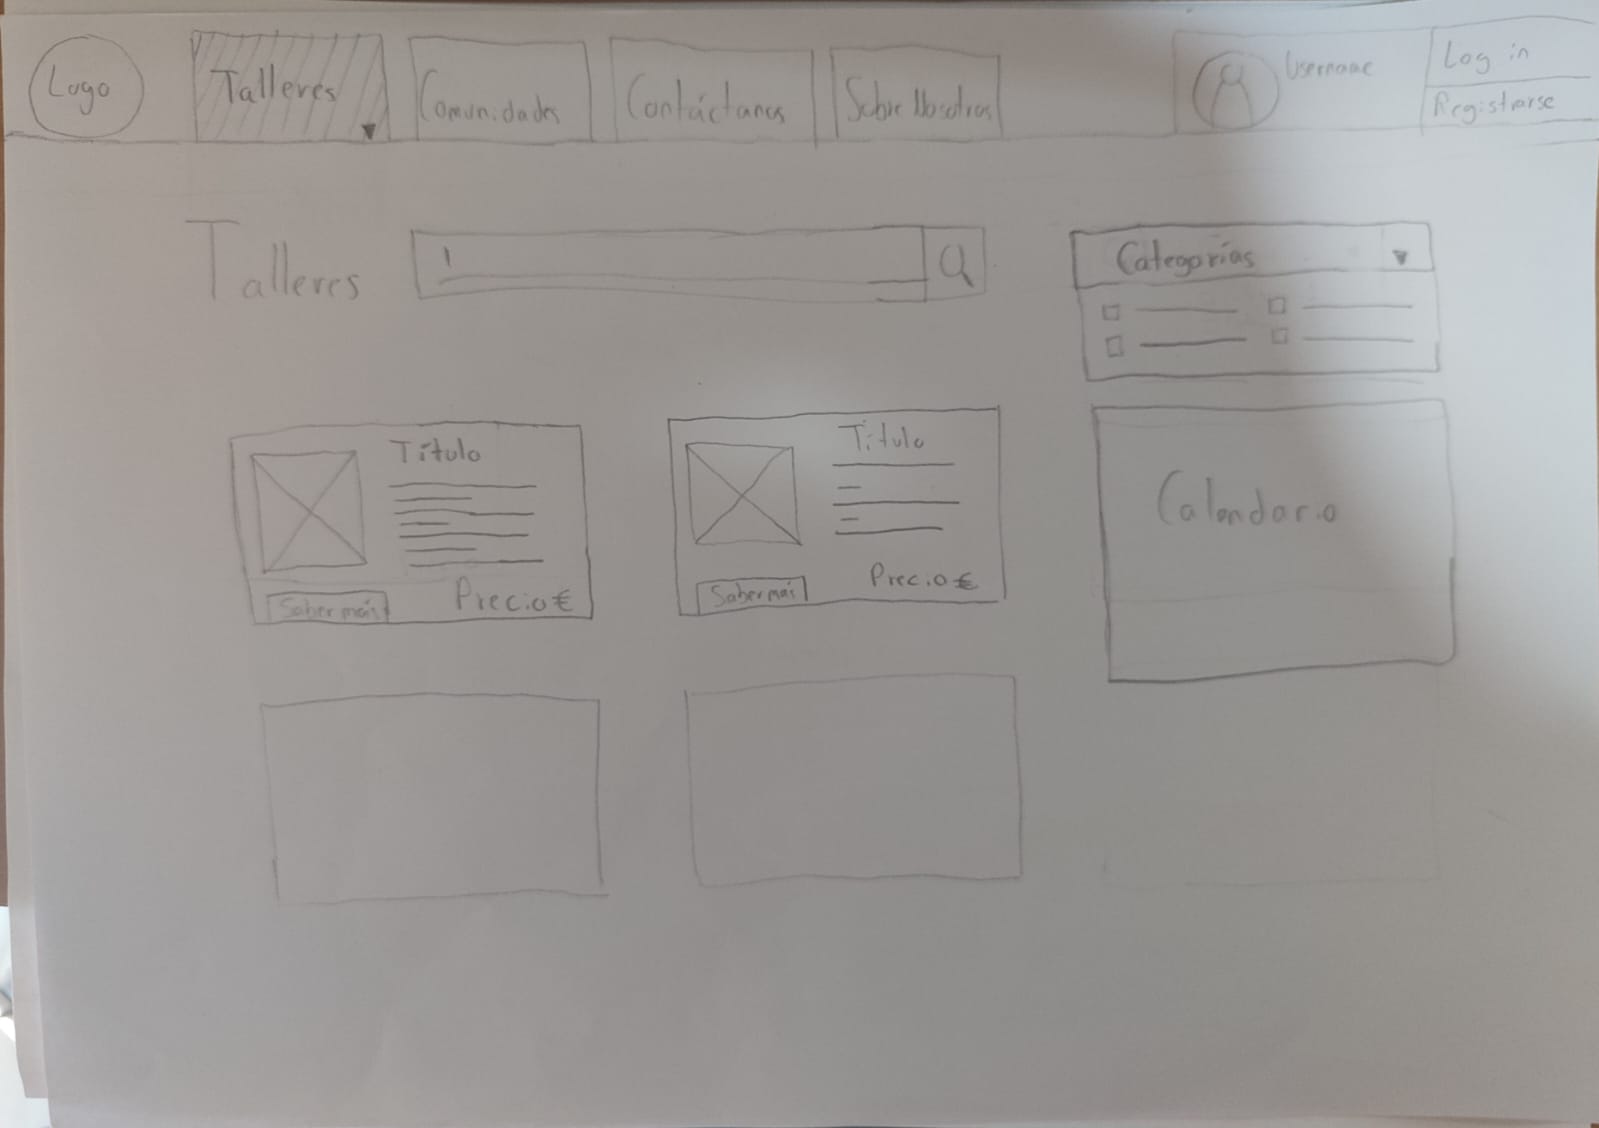 Logo
Talleres
Comunidades
Contáctanos
Sobre Nosotros
Username
Log in
Registrarse
Talleres
Categorías
Título
Precio €
Saber más
Título
Precio €
Saber más
Calendario